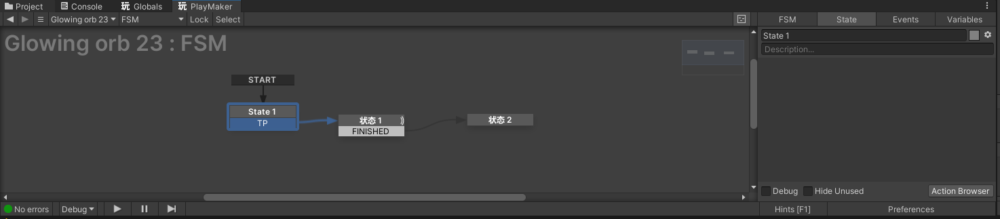 Project Console Globals PlayMaker
Glowing orb 23 FSM Lock Select FSM State Events Variables
Glowing orb 23 : FSM
State 1
Description...
START
State 1
TP
状态 1
FINISHED
状态 2
Debug Hide Unused Action Browser
No errors Debug Hints [F1] Preferences